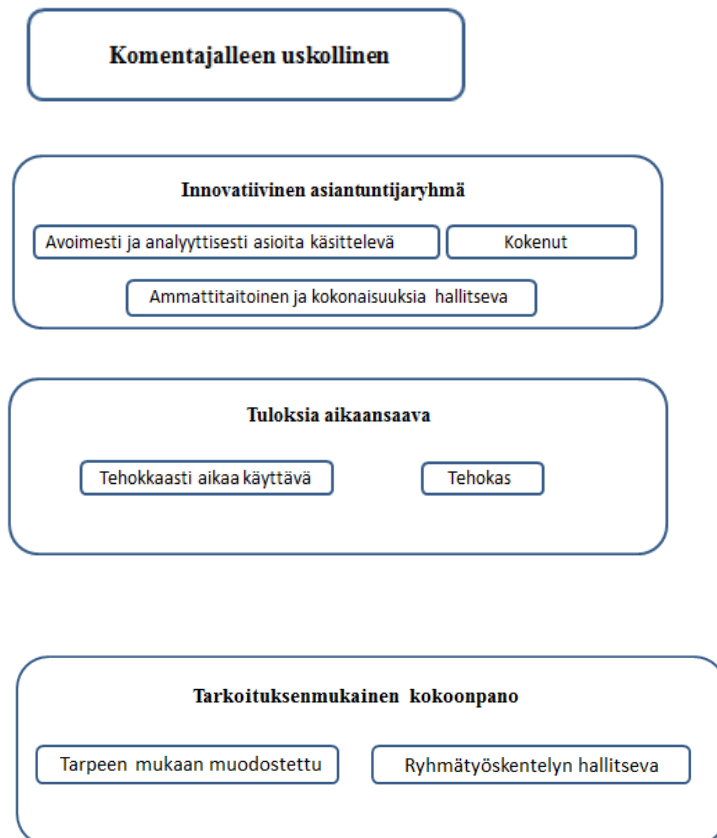 Komentajalleen uskollinen
Innovatiivinen asiantuntijaryhmä
Avoimesti ja analyyttisesti asioita käsittelevä
Kokenut
Ammattitaitoinen ja kokonaisuuksia hallitseva
Tuloksia aikaansaava
Tehokkaasti aikaa käyttävä
Tehokas
Tarkoituksenmukainen kokoonpano
Tarpeen mukaan muodostettu
Ryhmätyöskentelyn hallitseva